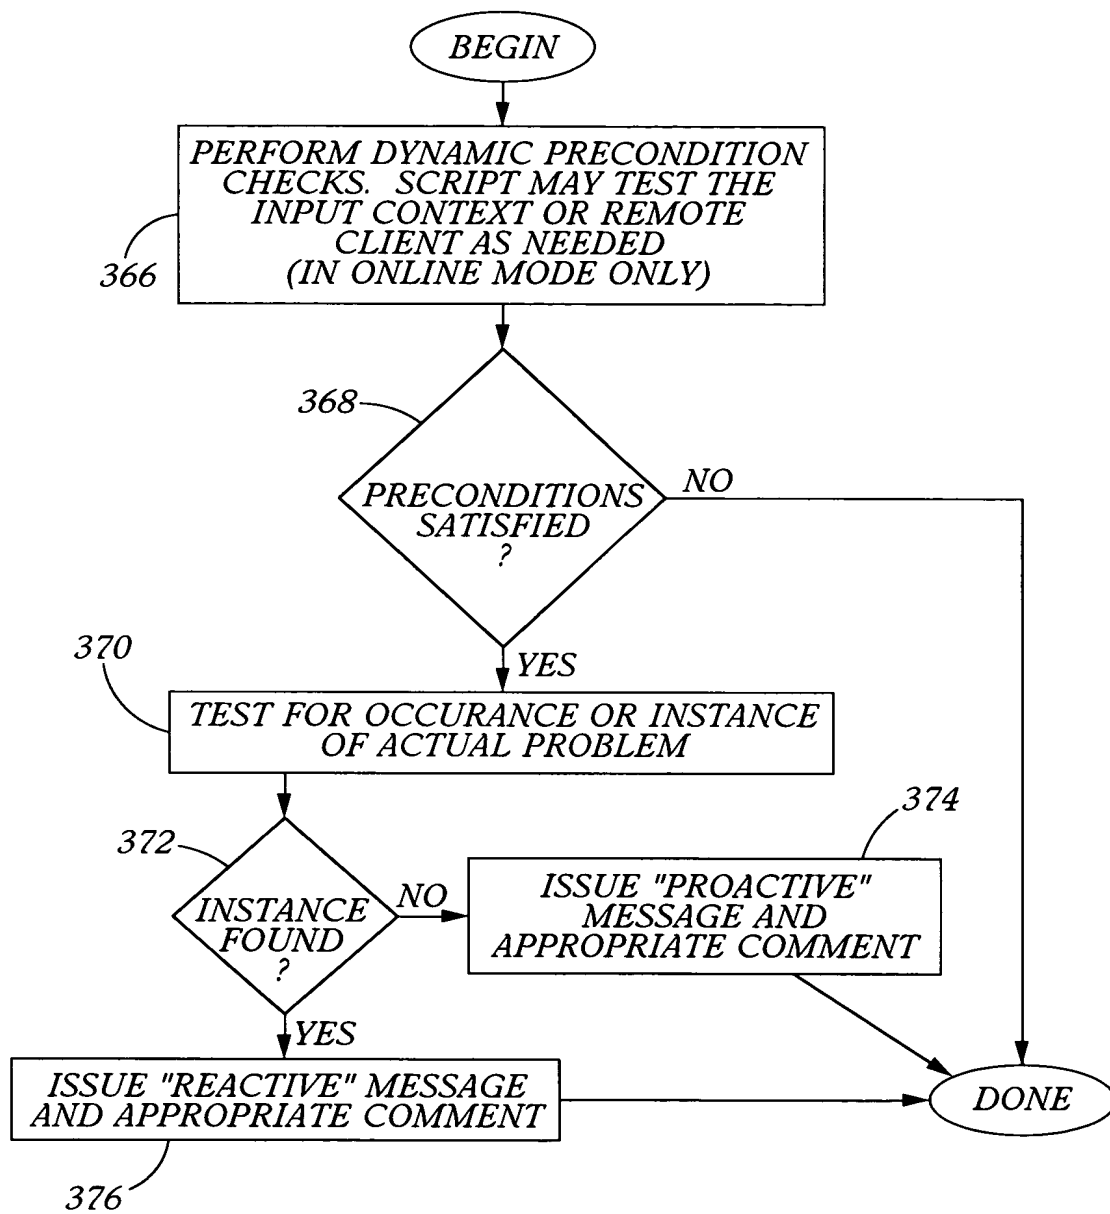 BEGIN
PERFORM DYNAMIC PRECONDITION
CHECKS. SCRIPT MAY TEST THE
INPUT CONTEXT OR REMOTE
CLIENT AS NEEDED
(IN ONLINE MODE ONLY)
366
368
PRECONDITIONS
SATISFIED
?
NO
YES
370
TEST FOR OCCURANCE OR INSTANCE
OF ACTUAL PROBLEM
372
INSTANCE
FOUND
?
NO
374
ISSUE "PROACTIVE"
MESSAGE AND
APPROPRIATE COMMENT
YES
ISSUE "REACTIVE" MESSAGE
AND APPROPRIATE COMMENT
376
DONE